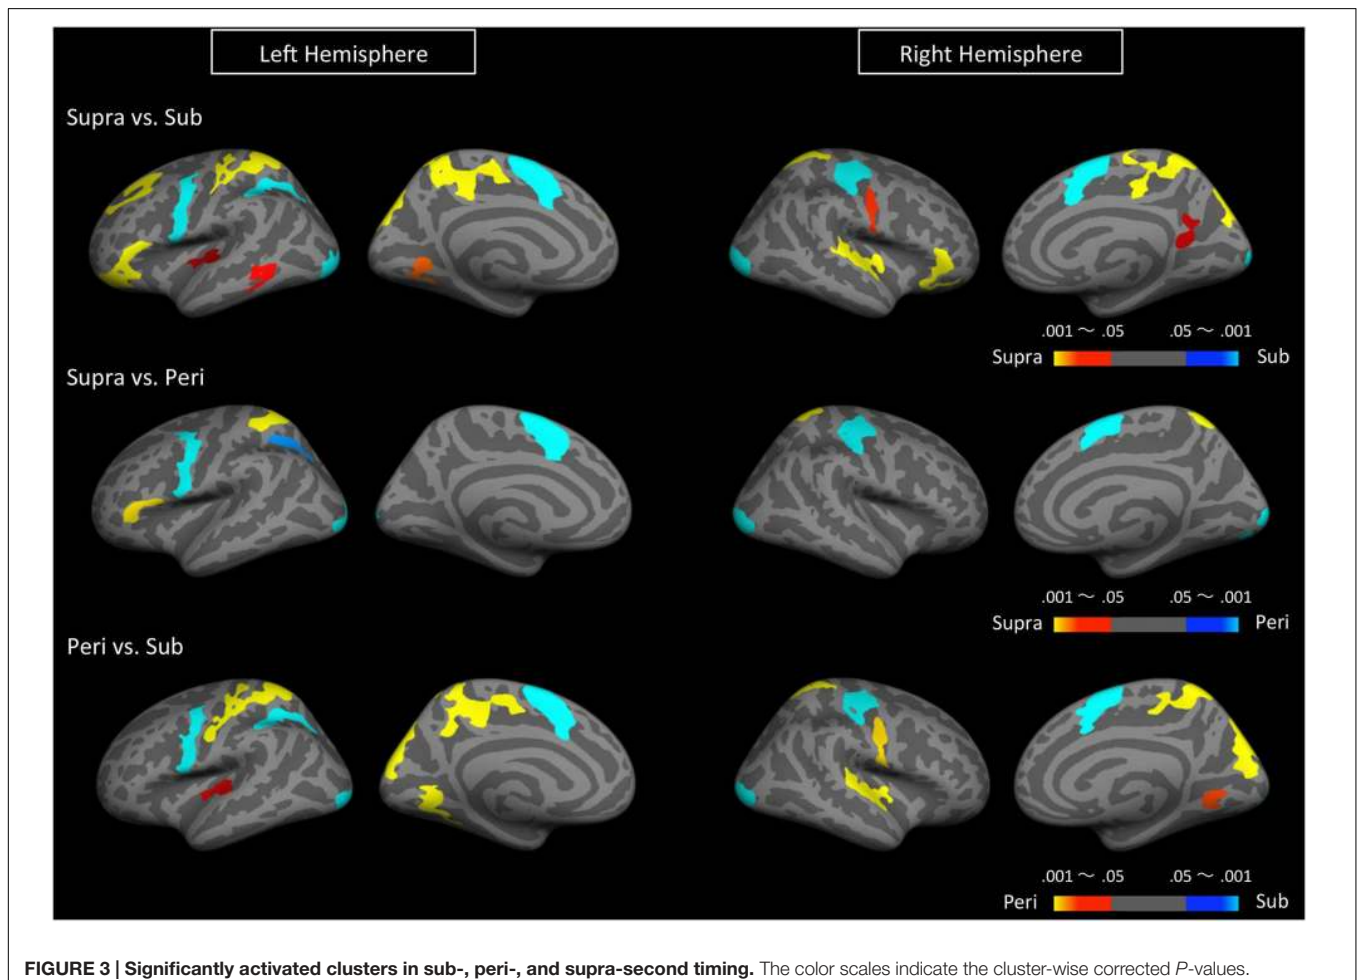 Left Hemisphere Right Hemisphere
Supra vs. Sub
.001 ~ .05 .05 ~ .001
Supra Sub
Supra vs. Peri
.001 ~ .05 .05 ~ .001
Supra Peri
Peri vs. Sub
.001 ~ .05 .05 ~ .001
Peri Sub
FIGURE 3 | Significantly activated clusters in sub-, peri-, and supra-second timing. The color scales indicate the cluster-wise corrected P-values.